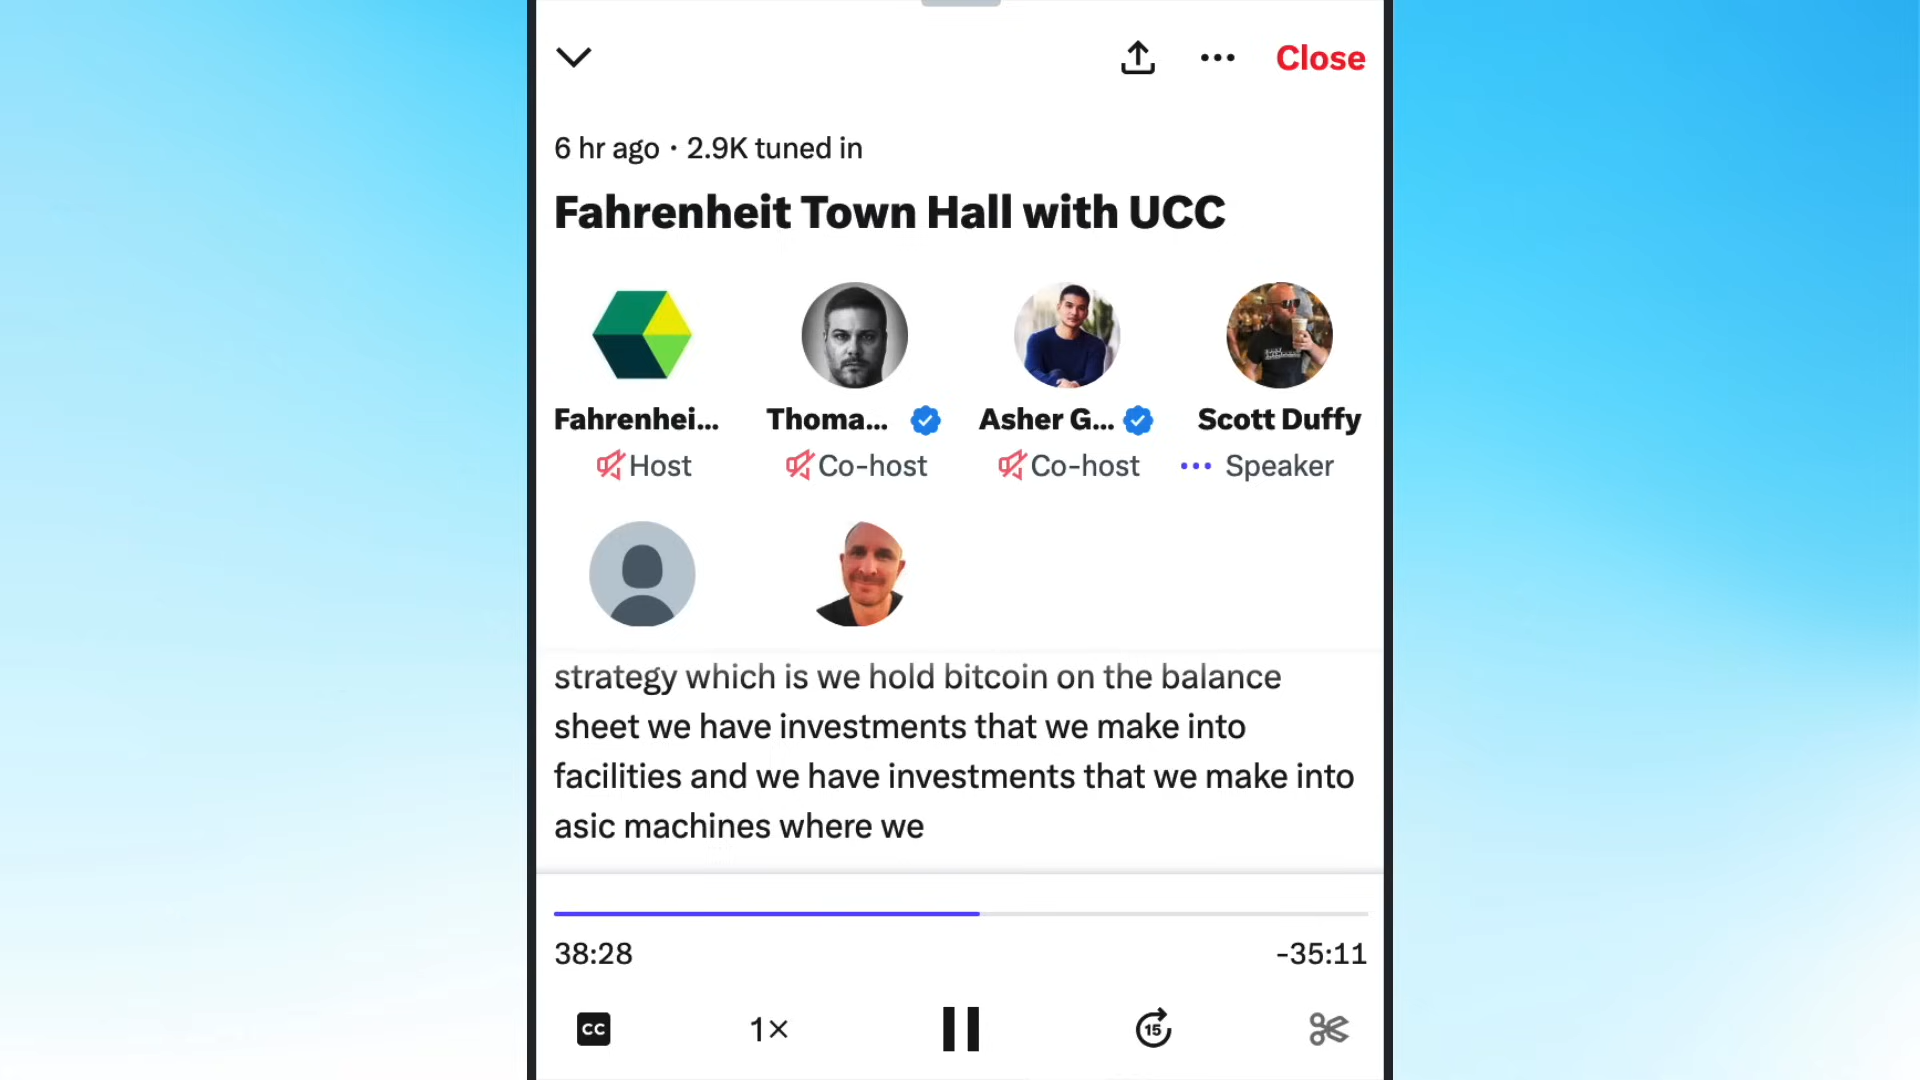 Close
6 hr ago · 2.9K tuned in
Fahrenheit Town Hall with UCC
Fahrenhei... Thoma... Asher G... Scott Duffy
Host Co-host Co-host Speaker
strategy which is we hold bitcoin on the balance
sheet we have investments that we make into
facilities and we have investments that we make into
asic machines where we
38:28 -35:11
CC 1× 15